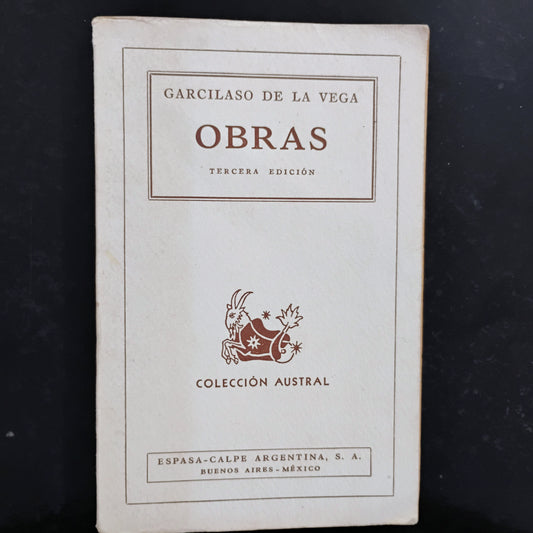 GARCILASO DE LA VEGA
OBRAS
TERCERA EDICIÓN
COLECCIÓN AUSTRAL
ESPASA-CALPE ARGENTINA, S. A.
BUENOS AIRES - MÉXICO